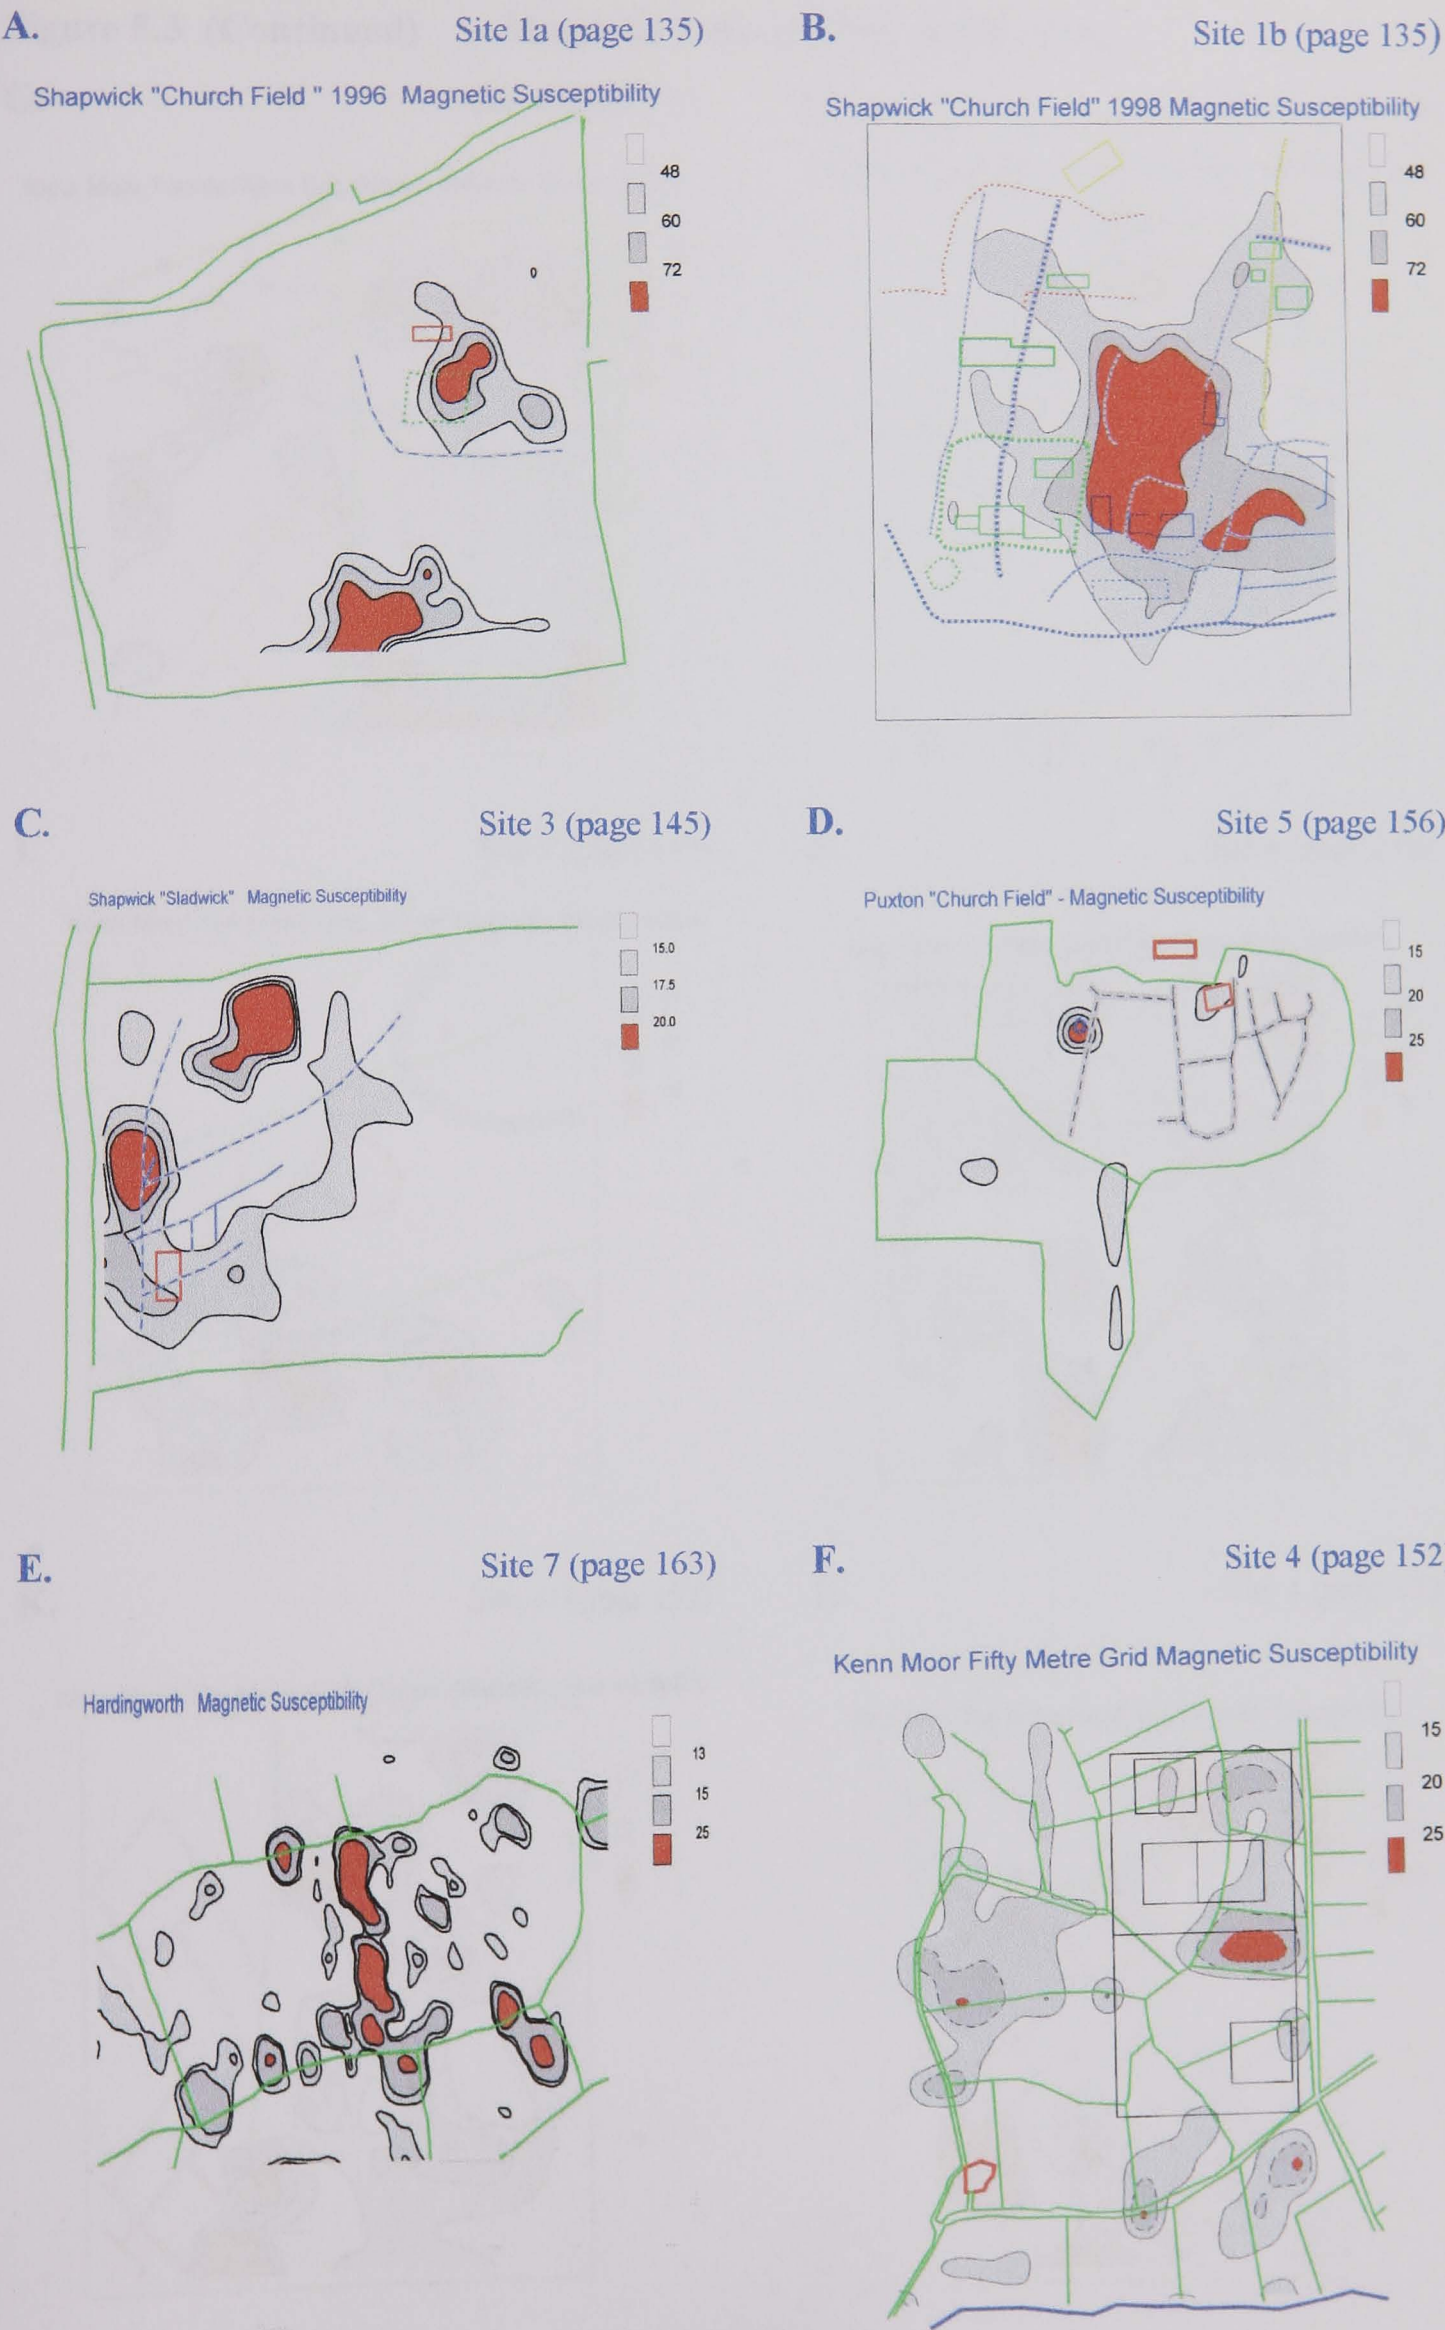 A.
Site 1a (page 135)
Shapwick "Church Field " 1996 Magnetic Susceptibility
48
60
72
B.
Site 1b (page 135)
Shapwick "Church Field" 1998 Magnetic Susceptibility
48
60
72
C.
Site 3 (page 145)
Shapwick "Sladwick" Magnetic Susceptibility
15.0
17.5
20.0
D.
Site 5 (page 156)
Puxton "Church Field" - Magnetic Susceptibility
15
20
25
E.
Site 7 (page 163)
Hardingworth Magnetic Susceptibility
13
15
25
F.
Site 4 (page 152
Kenn Moor Fifty Metre Grid Magnetic Susceptibility
15
20
25